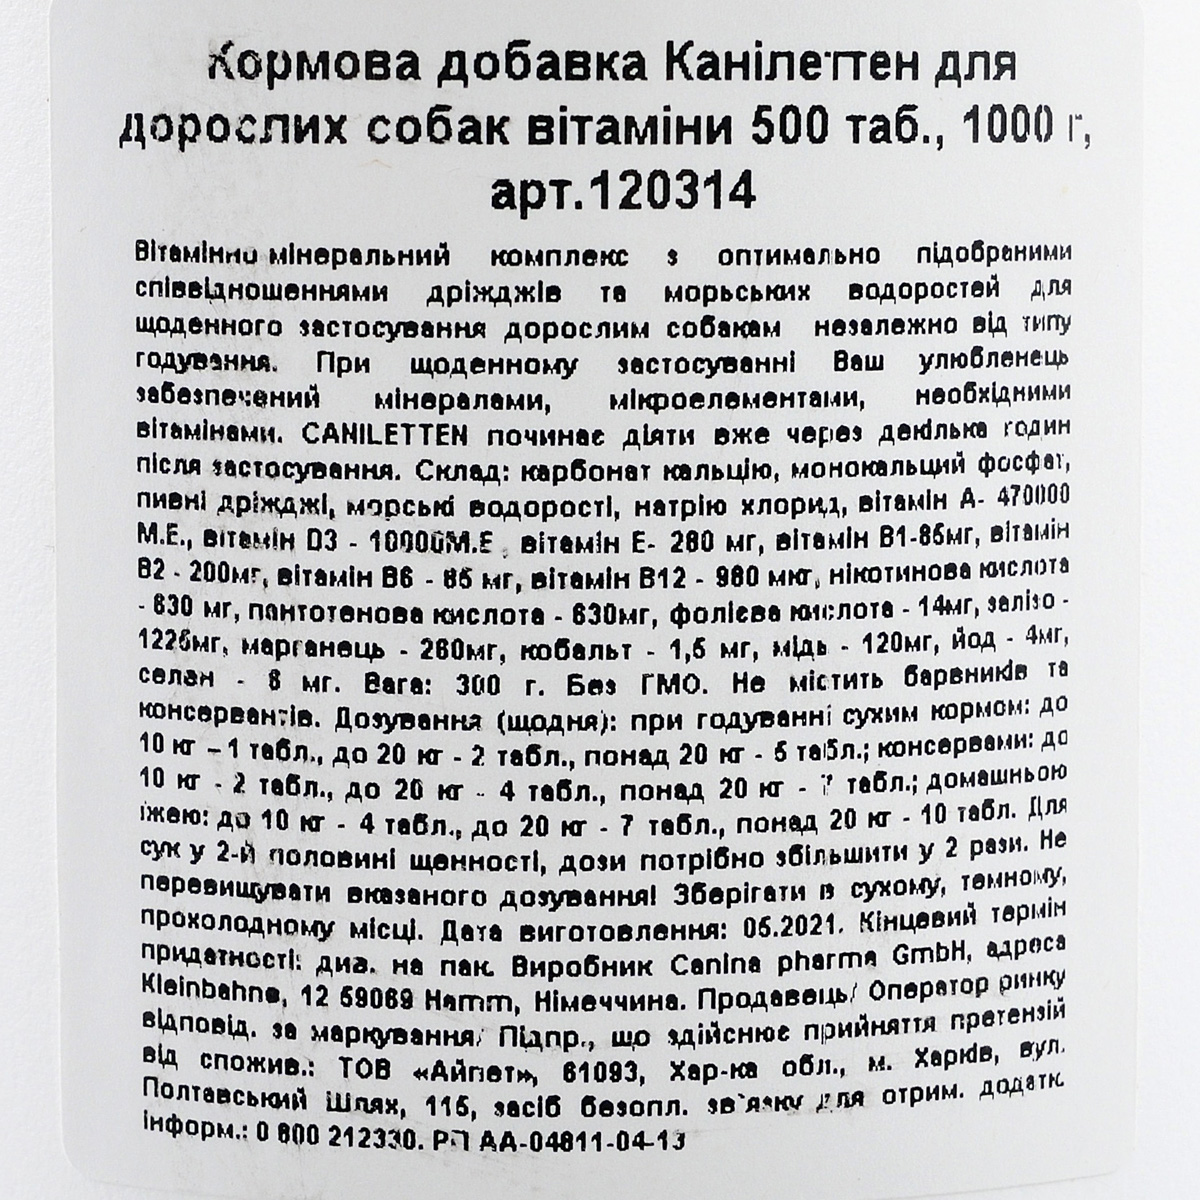 Кормова добавка Канілеттен для
дорослих собак вітаміни 500 таб., 1000 г,
арт.120314
Вітамінно мінеральний комплекс з оптимально підобраними
співвідношеннями дріжджів та морьських водоростей для
щоденного застосування дорослим собакам незалежно від типу
годування. При щоденному застосуванні Ваш улюбленець
забезпечений мінералами, мікроелементами, необхідними
вітамінами. CANILETTEN починає діяти вже через декілька годин
після застосування. Склад: карбонат кальцію, монокальций фосфат,
пивні дріжджі, морські водорості, натрію хлорид, вітамін А- 470000
М.Е., вітамін D3 - 10000М.Е , вітамін Е- 280 мг, вітамін В1-85мг, вітамін
В2 - 200мг, вітамін В6 - 85 мг, вітамін В12 - 980 мкг, нікотинова кислота
- 630 мг, пантотенова кислота - 630мг, фолієва кислота - 14мг, залізо -
1225мг, марганець - 260мг, кобальт - 1,5 мг, мідь - 120мг, йод - 4мг,
селен - 8 мг. Вага: 300 г. Без ГМО. Не містить барвників та
консервантів. Дозування (щодня): при годуванні сухим кормом: до
10 кг – 1 табл., до 20 кг - 2 табл., понад 20 кг - 5 табл.; консервами: до
10 кг - 2 табл., до 20 кг - 4 табл., понад 20 кг - 7 табл.; домашньою
їжею: до 10 кг - 4 табл., до 20 кг - 7 табл., понад 20 кг - 10 табл. Для
сук у 2-й половині щенності, дози потрібно збільшити у 2 рази. Не
перевищувати вказаного дозування! Зберігати в сухому, темному,
прохолодному місці. Дата виготовлення: 05.2021. Кінцевий термін
придатності: див. на пак. Виробник Canina pharma GmbH, адреса
Kleinbahne, 12 59069 Hamm, Німеччина. Продавець/ Оператор ринку
відповід. за маркування/ Підпр., що здійснює прийняття претензій
від спожив.: ТОВ «Айпет», 61093, Хар-ка обл., м. Харків, вул.
Полтавський Шлях, 115, засіб безопл. зв`язку для отрим. додатк.
інформ.: 0 800 212330. РП АА-04811-04-13